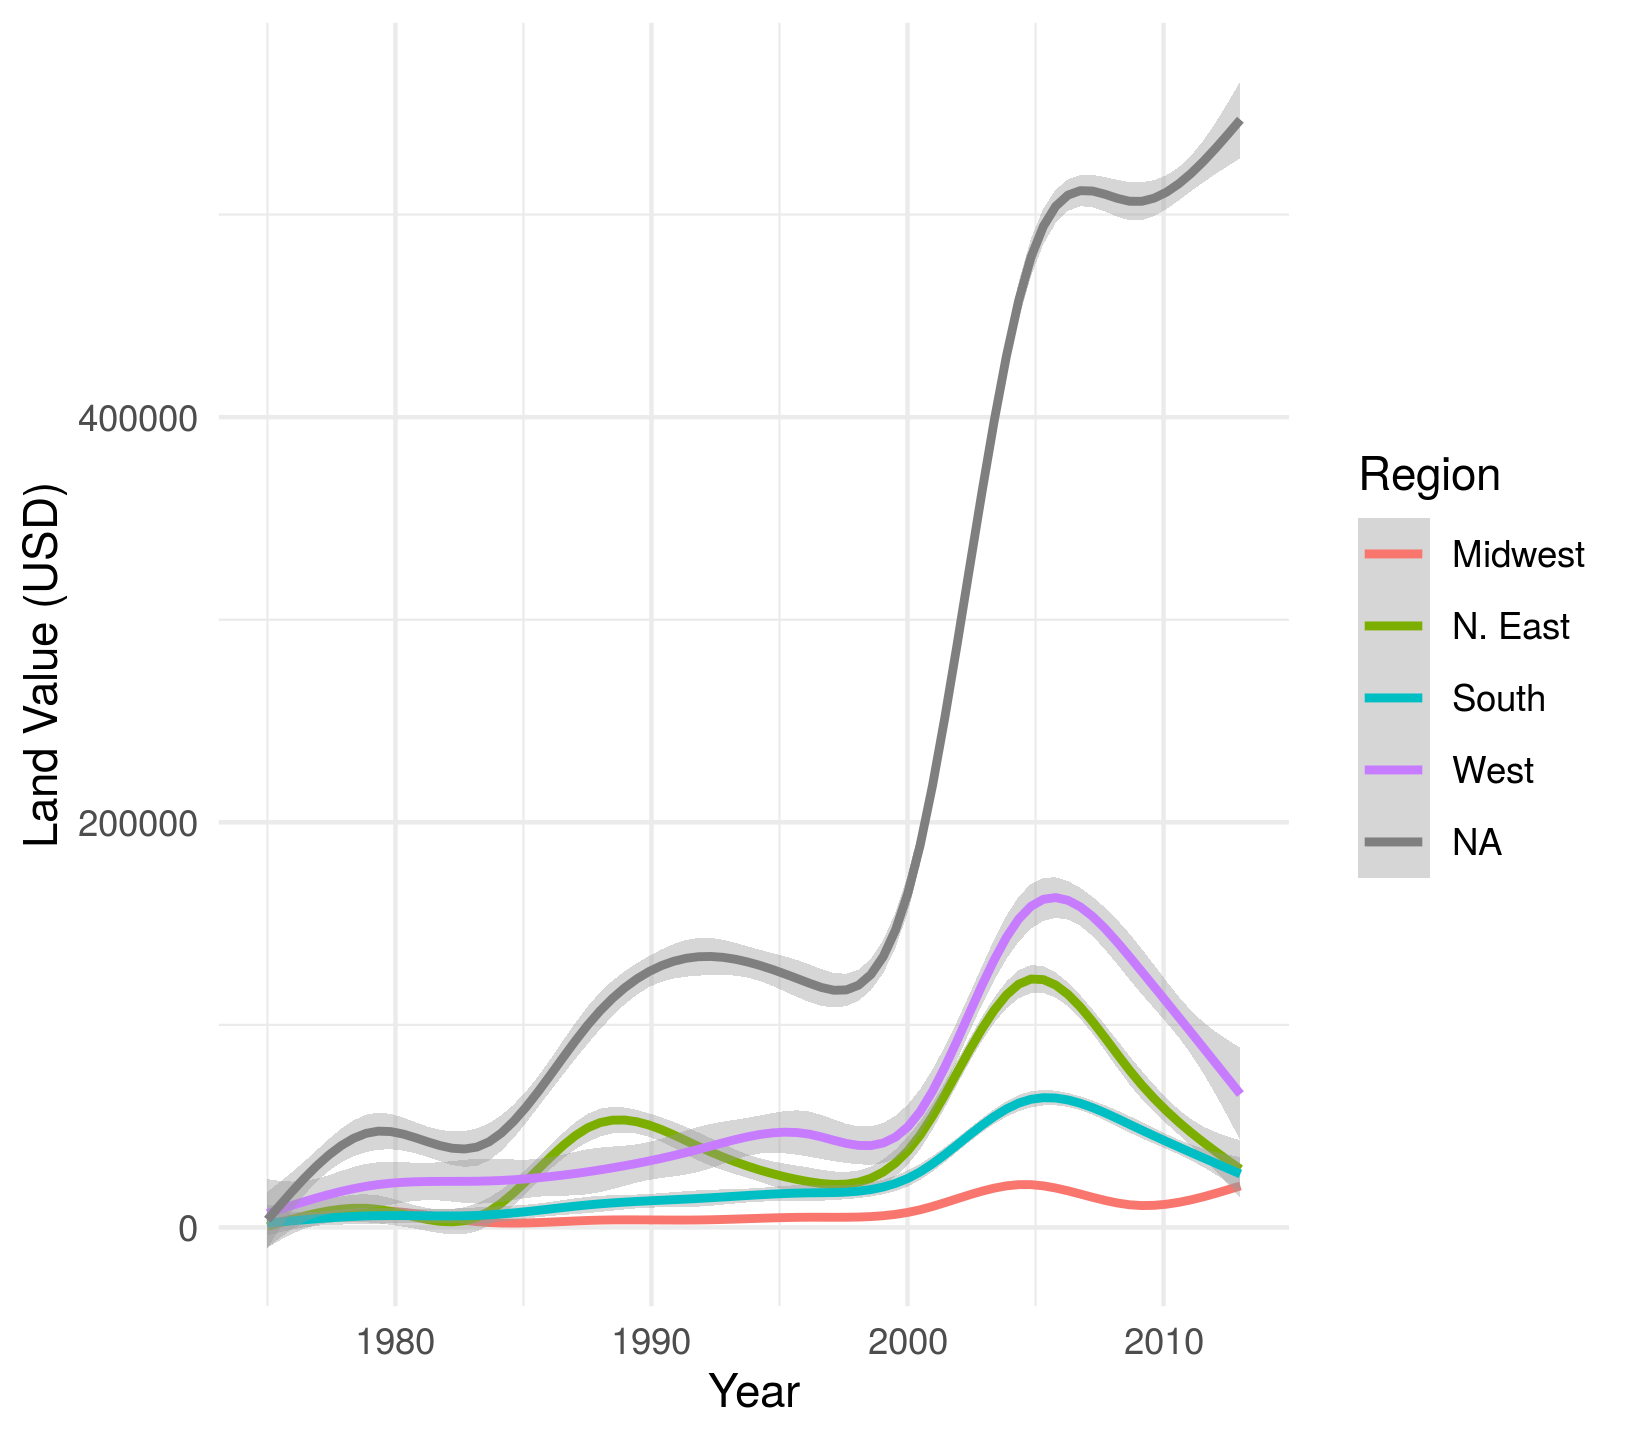 Land Value (USD)
400000
200000
0
1980 1990 2000 2010
Year
Region
Midwest
N. East
South
West
NA